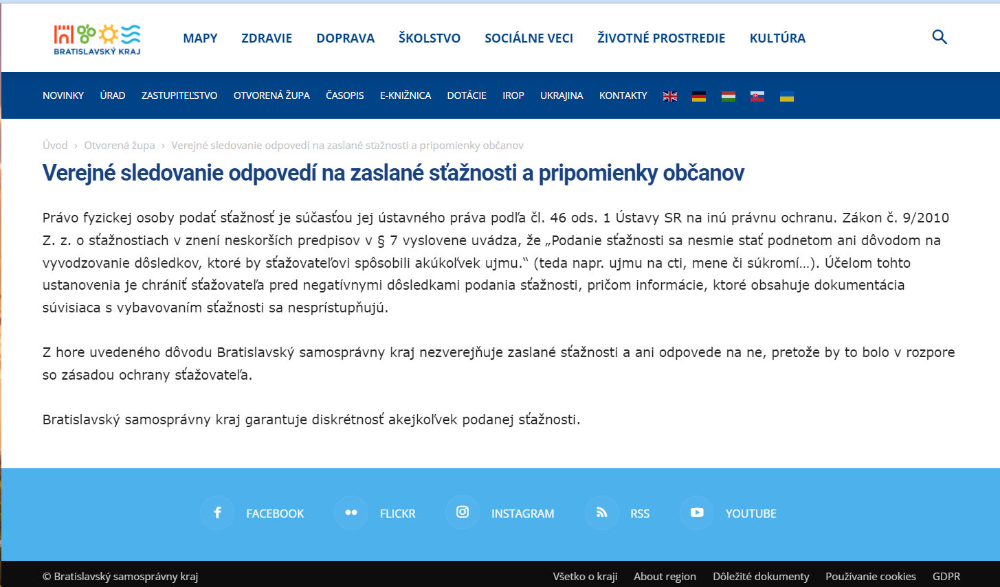 BRATISLAVSKÝ KRAJ
MAPY ZDRAVIE DOPRAVA ŠKOLSTVO SOCIÁLNE VECI ŽIVOTNÉ PROSTREDIE KULTÚRA
NOVINKY ÚRAD ZASTUPITEĽSTVO OTVORENÁ ŽUPA ČASOPIS E-KNIŽNICA DOTÁCIE IROP UKRAJINA KONTAKTY
Úvod › Otvorená župa › Verejné sledovanie odpovedí na zaslané sťažnosti a pripomienky občanov
Verejné sledovanie odpovedí na zaslané sťažnosti a pripomienky občanov
Právo fyzickej osoby podať sťažnosť je súčasťou jej ústavného práva podľa čl. 46 ods. 1 Ústavy SR na inú právnu ochranu. Zákon č. 9/2010
Z. z. o sťažnostiach v znení neskorších predpisov v § 7 vyslovene uvádza, že „Podanie sťažnosti sa nesmie stať podnetom ani dôvodom na
vyvodzovanie dôsledkov, ktoré by sťažovateľovi spôsobili akúkoľvek ujmu.“ (teda napr. ujmu na cti, mene či súkromí…). Účelom tohto
ustanovenia je chrániť sťažovateľa pred negatívnymi dôsledkami podania sťažnosti, pričom informácie, ktoré obsahuje dokumentácia
súvisiaca s vybavovaním sťažnosti sa nesprístupňujú.
Z hore uvedeného dôvodu Bratislavský samosprávny kraj nezverejňuje zaslané sťažnosti a ani odpovede na ne, pretože by to bolo v rozpore
so zásadou ochrany sťažovateľa.
Bratislavský samosprávny kraj garantuje diskrétnosť akejkoľvek podanej sťažnosti.
FACEBOOK FLICKR INSTAGRAM RSS YOUTUBE
© Bratislavský samosprávny kraj Všetko o kraji About region Dôležité dokumenty Používanie cookies GDPR